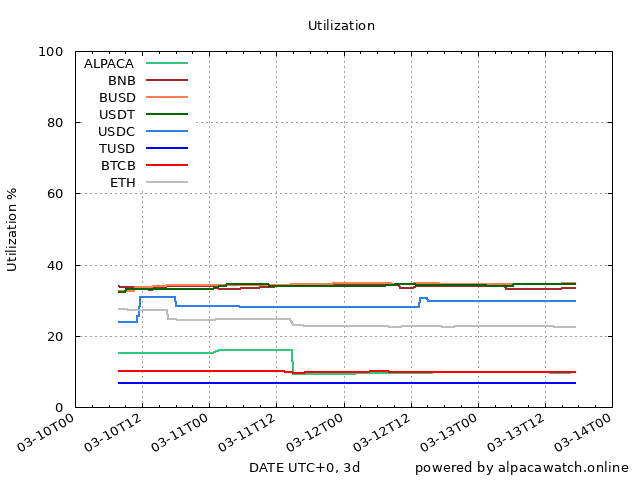 Utilization
100
80
60
40
20
0
Utilization %
ALPACA
BNB
BUSD
USDT
USDC
TUSD
BTCB
ETH
03-10T00
03-10T12
03-11T00
03-11T12
03-12T00
03-12T12
03-13T00
03-13T12
03-14T00
DATE UTC+0, 3d
powered by alpacawatch.online